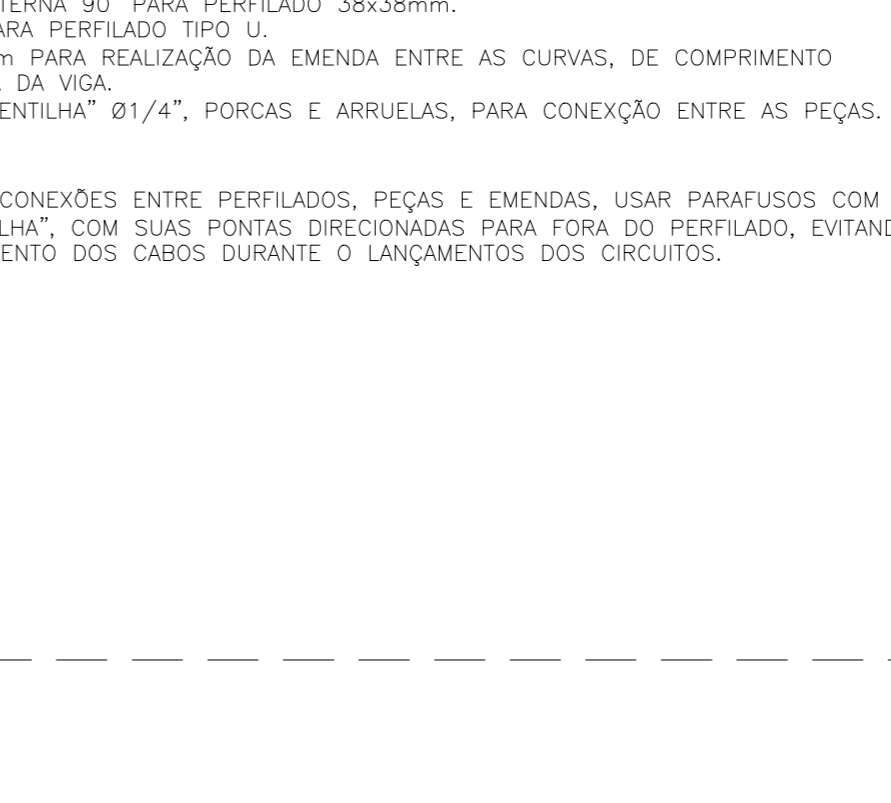 TERNA 90° PARA PERFILADO 38x38mm.
ARA PERFILADO TIPO U.
m PARA REALIZAÇÃO DA EMENDA ENTRE AS CURVAS, DE COMPRIMENTO
DA VIGA.
ENTILHA” Ø1/4”, PORCAS E ARRUELAS, PARA CONEXÇÃO ENTRE AS PEÇAS.
CONEXÕES ENTRE PERFILADOS, PEÇAS E EMENDAS, USAR PARAFUSOS COM
LHA”, COM SUAS PONTAS DIRECIONADAS PARA FORA DO PERFILADO, EVITAND
ENTO DOS CABOS DURANTE O LANÇAMENTOS DOS CIRCUITOS.